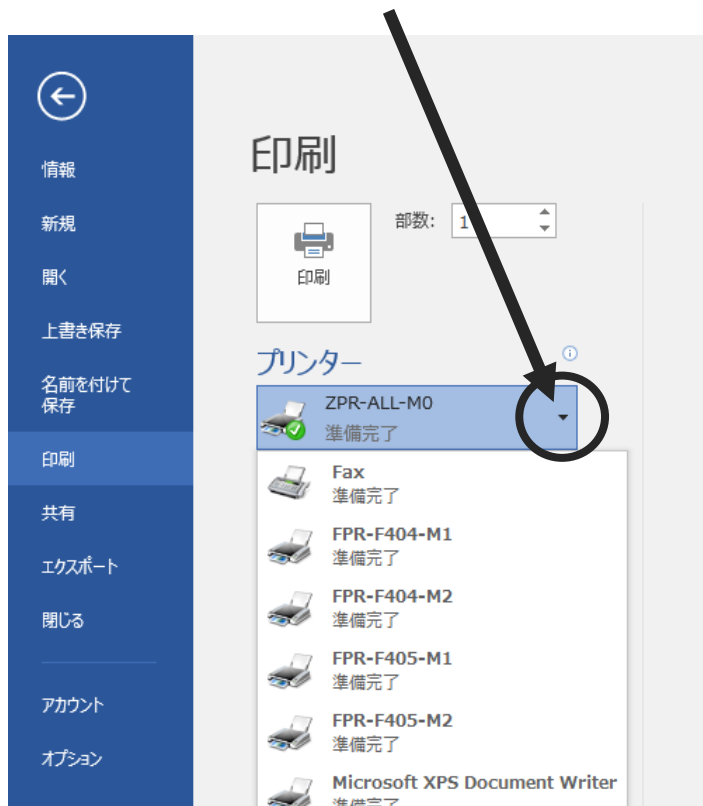 情報
新規
開く
上書き保存
名前を付けて
保存
印刷
共有
エクスポート
閉じる
アカウント
オプション
印刷
印刷
部数: 1
プリンター
ZPR-ALL-M0
準備完了
Fax
準備完了
FPR-F404-M1
準備完了
FPR-F404-M2
準備完了
FPR-F405-M1
準備完了
FPR-F405-M2
準備完了
Microsoft XPS Document Writer
準備完了